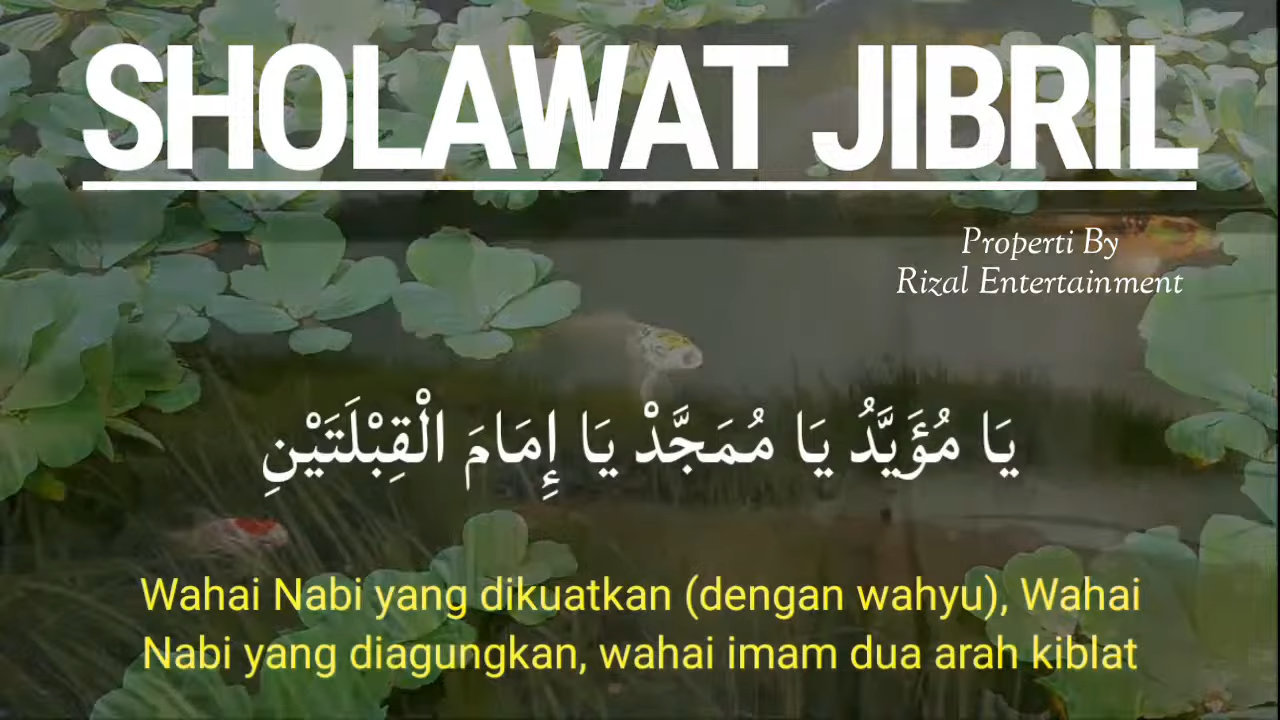 SHOLAWAT JIBRIL
Properti By
Rizal Entertainment
يَا مُؤَيَّدُ يَا مُمَجَّدْ يَا إِمَامَ الْقِبْلَتَيْنِ
Wahai Nabi yang dikuatkan (dengan wahyu), Wahai
Nabi yang diagungkan, wahai imam dua arah kiblat